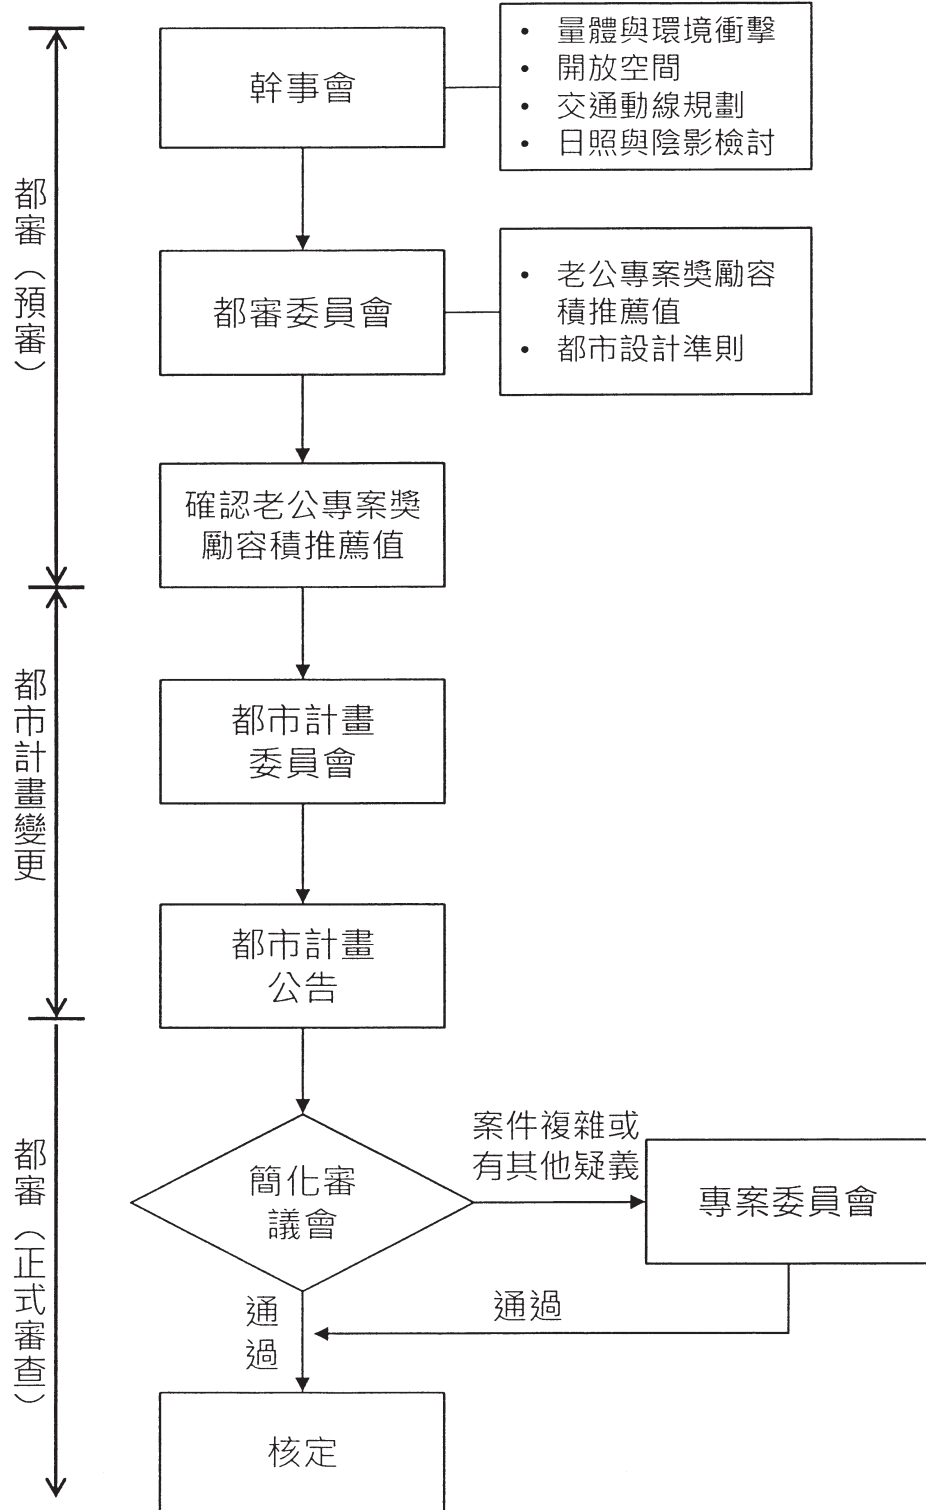 都審（預審）
幹事會
• 量體與環境衝擊
• 開放空間
• 交通動線規劃
• 日照與陰影檢討
都審委員會
• 老公專案獎勵容
積推薦值
• 都市設計準則
確認老公專案獎
勵容積推薦值
都市計畫變更
都市計畫
委員會
都市計畫
公告
都審（正式審查）
簡化審
議會
案件複雜或
有其他疑義
專案委員會
通過
通過
核定